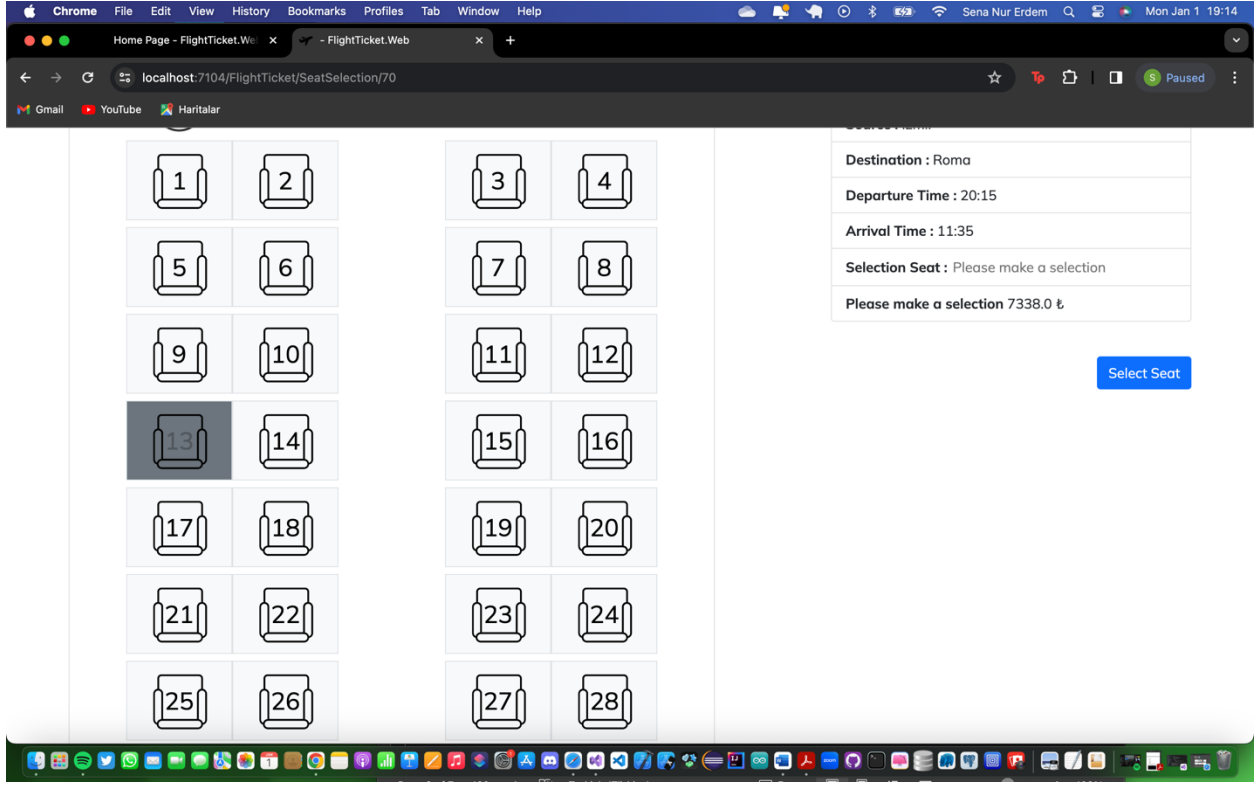 Chrome File Edit View History Bookmarks Profiles Tab Window Help Sena Nur Erdem Mon Jan 1 19:14
Home Page - FlightTicket.We - FlightTicket.Web
localhost:7104/FlightTicket/SeatSelection/70 Tp S Paused
Gmail YouTube Haritalar
1 2 3 4
5 6 7 8
9 10 11 12
13 14 15 16
17 18 19 20
21 22 23 24
25 26 27 28
Destination : Roma
Departure Time : 20:15
Arrival Time : 11:35
Selection Seat : Please make a selection
Please make a selection 7338.0 ₺
Select Seat